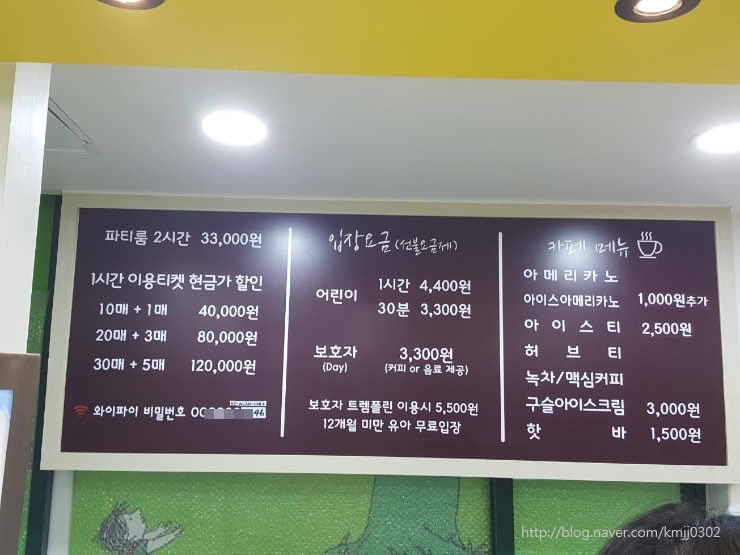 파티룸 2시간 33,000원
1시간 이용티켓 현금가 할인
10매 + 1매 40,000원
20매 + 3매 80,000원
30매 + 5매 120,000원
와이파이 비밀번호 00 46
입장요금 (선불요금제)
어린이
1시간 4,400원
30분 3,300원
보호자 3,300원
(Day) (커피 or 음료 제공)
보호자 트렘폴린 이용시 5,500원
12개월 미만 유아 무료입장
카페 메뉴
아메리카노
아이스아메리카노 1,000원추가
아이스티 2,500원
허브티
녹차/맥심커피
구슬아이스크림 3,000원
핫바 1,500원
http://blog.naver.com/kmjj0302